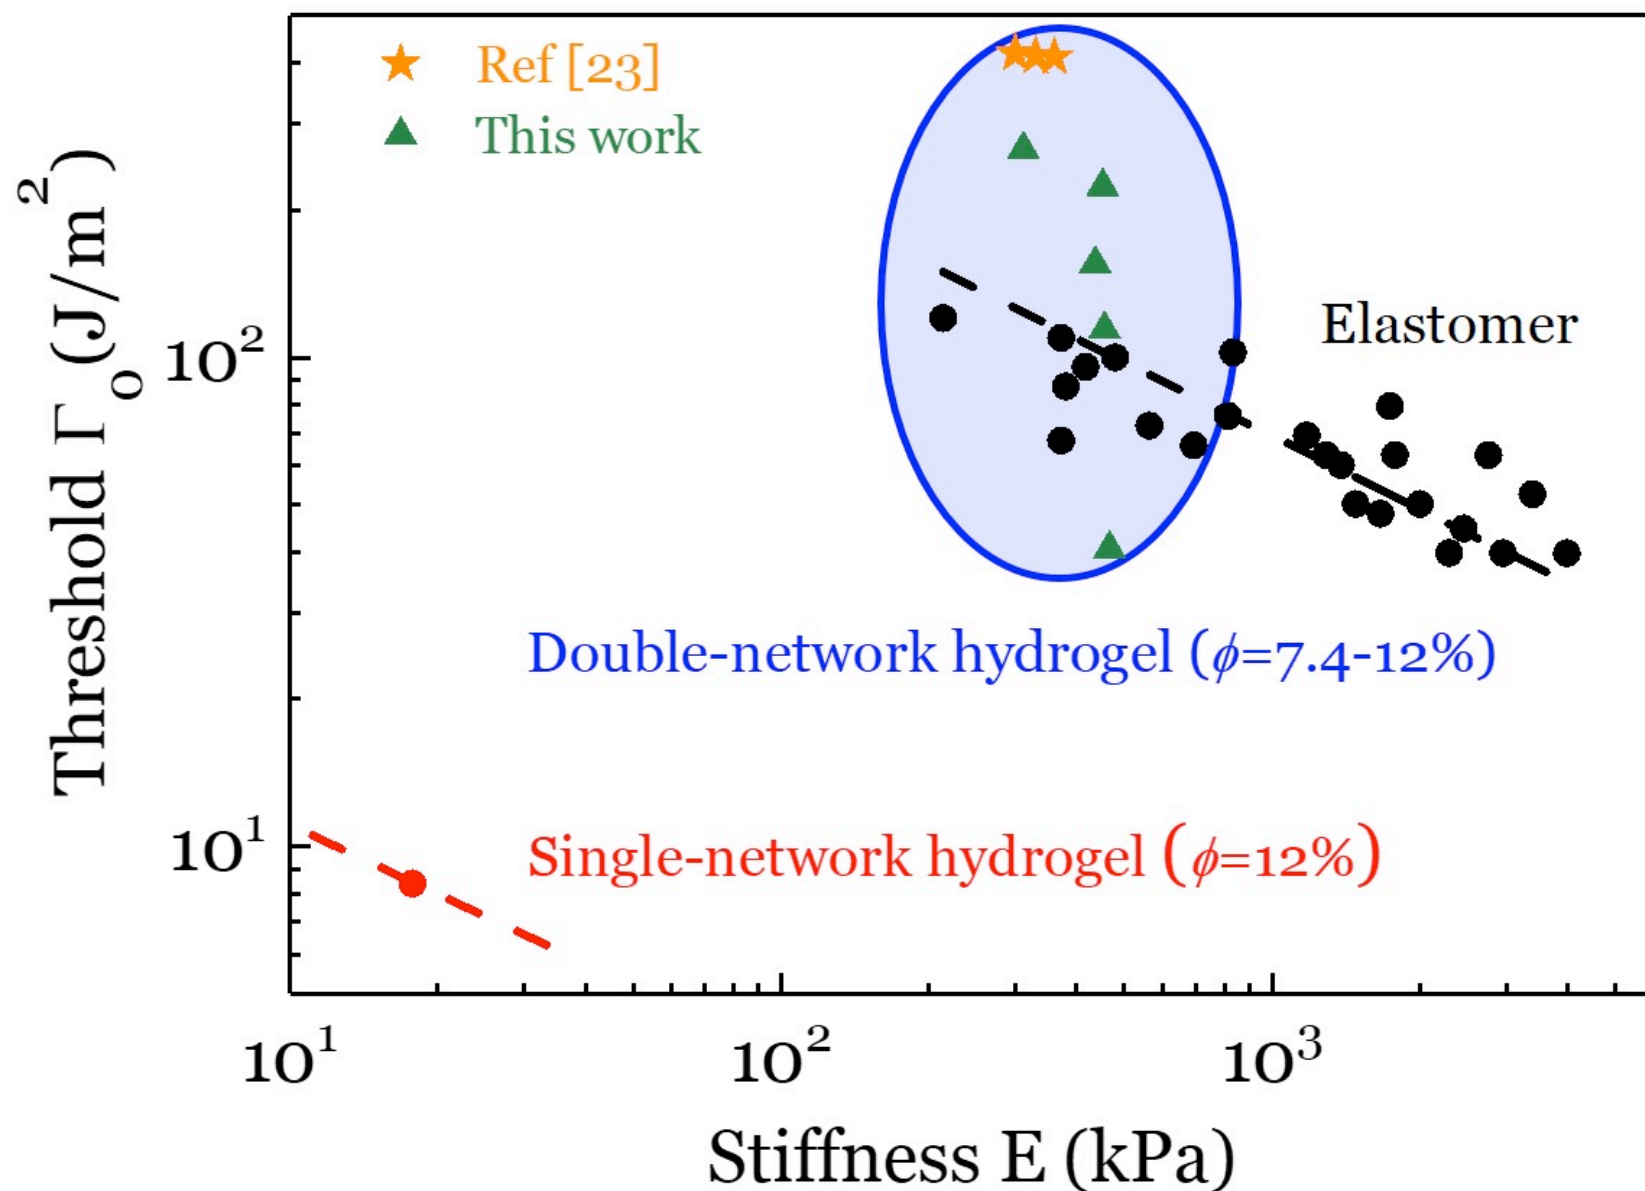 Ref [23]
This work
Threshold Γ₀ (J/m²)
10²
10¹
Elastomer
Double-network hydrogel (ϕ=7.4-12%)
Single-network hydrogel (ϕ=12%)
10¹
10²
10³
Stiffness E (kPa)